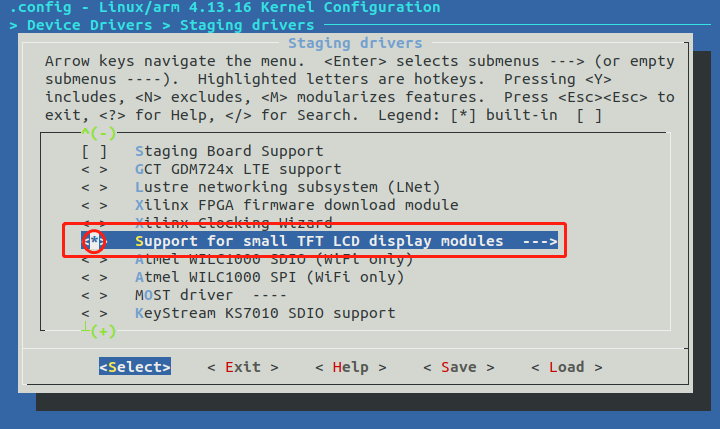 .config - Linux/arm 4.13.16 Kernel Configuration
> Device Drivers > Staging drivers
Staging drivers
Arrow keys navigate the menu.  <Enter> selects submenus ---> (or empty
submenus ----).  Highlighted letters are hotkeys.  Pressing <Y>
includes, <N> excludes, <M> modularizes features.  Press <Esc><Esc> to
exit, <?> for Help, </> for Search.  Legend: [*] built-in  [ ]
^(-)
[ ]   Staging Board Support
< >   GCT GDM724x LTE support
< >   Lustre networking subsystem (LNet)
< >   Xilinx FPGA firmware download module
< >   Xilinx Clocking Wizard
<*>   Support for small TFT LCD display modules  --->
< >   Atmel WILC1000 SDIO (WiFi only)
< >   Atmel WILC1000 SPI (WiFi only)
< >   MOST driver  ----
< >   KeyStream KS7010 SDIO support
┴(+)
<Select>    < Exit >    < Help >    < Save >    < Load >